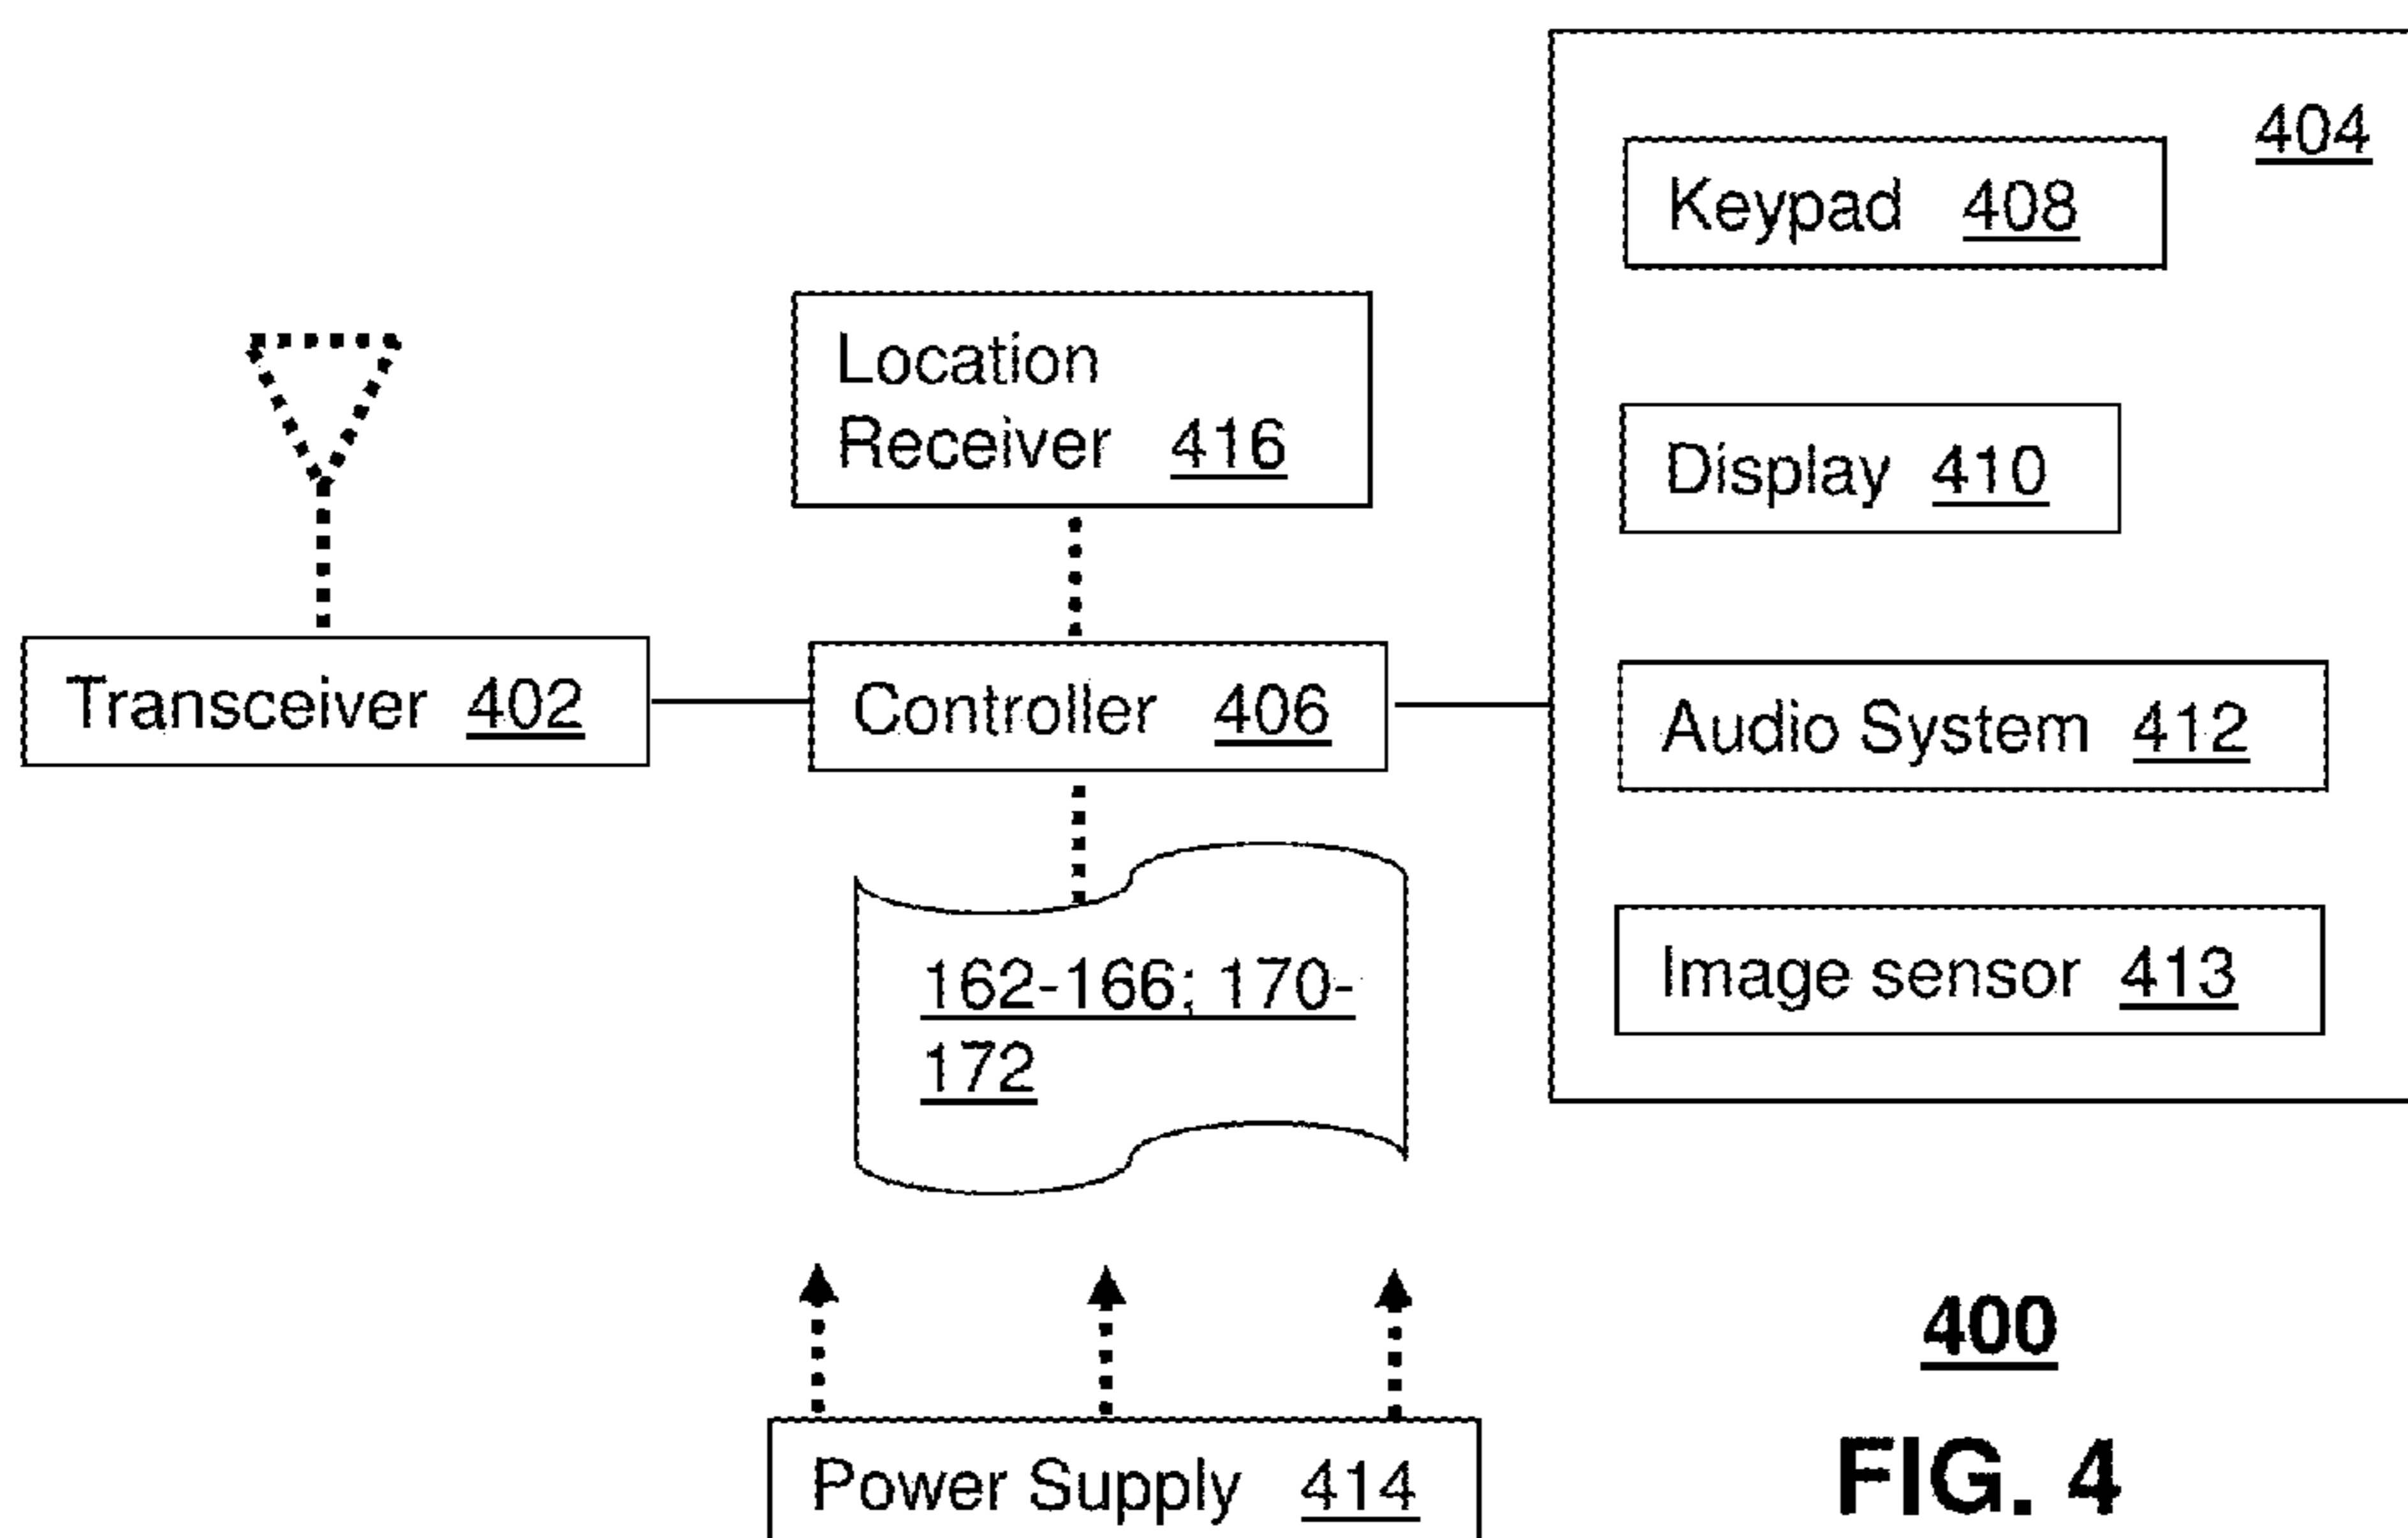 404
Keypad 408
Location
Receiver 416
Display 410
Transceiver 402
Controller 406
Audio System 412
162-166; 170-
172
Image sensor 413
400
Power Supply 414
FIG. 4